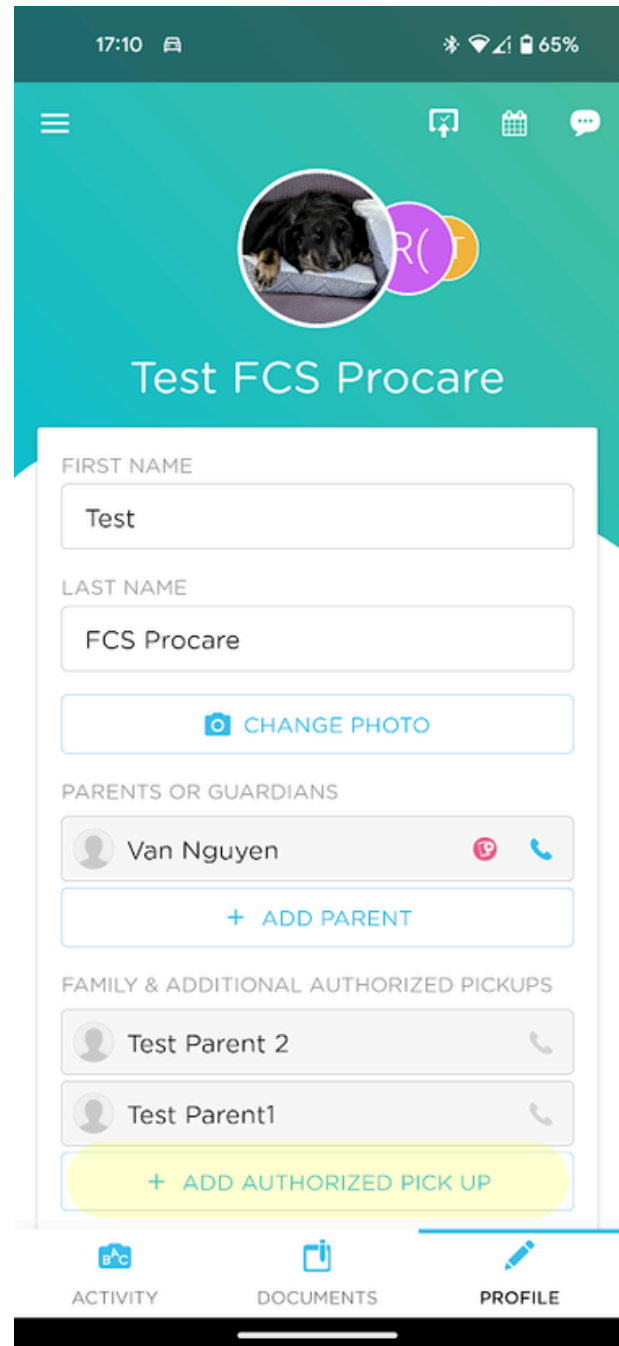 17:10 65%
R( T
Test FCS Procare
FIRST NAME
Test
LAST NAME
FCS Procare
CHANGE PHOTO
PARENTS OR GUARDIANS
Van Nguyen
+ ADD PARENT
FAMILY & ADDITIONAL AUTHORIZED PICKUPS
Test Parent 2
Test Parent1
+ ADD AUTHORIZED PICK UP
BAC
ACTIVITY DOCUMENTS PROFILE